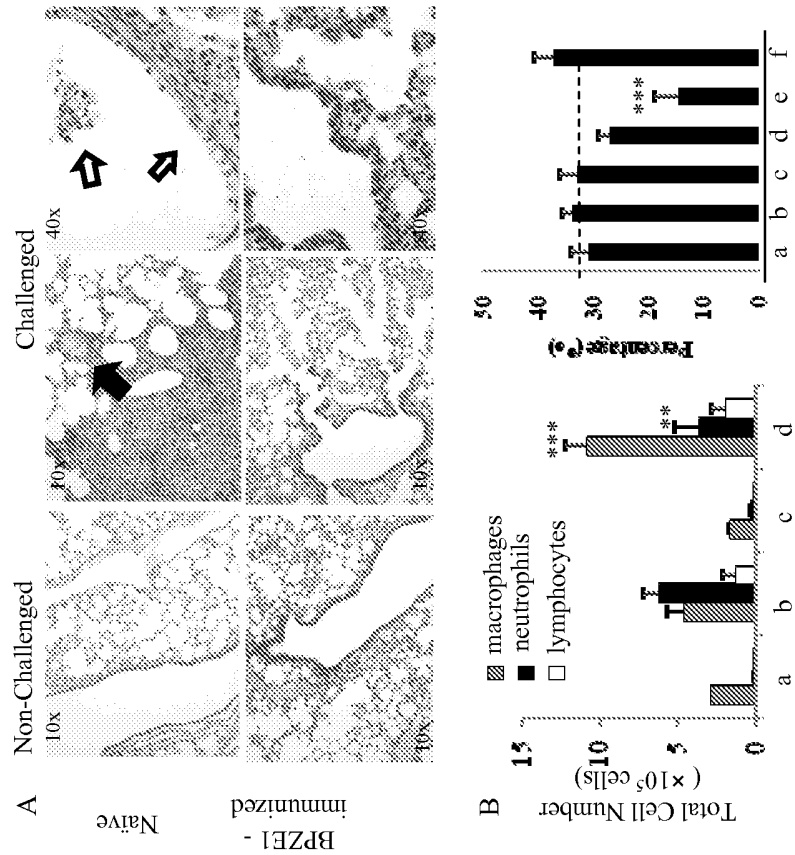 A
Non-Challenged
Challenged
10x
10x
40x
10x
10x
40x
Naïve
BPZE1 -
immunized
B
Total Cell Number
(×10⁵ cells)
15
10
5
0
macrophages
neutrophils
lymphocytes
***
**
a
b
c
d
Percentage(%)
50
40
30
20
10
0
***
a
b
c
d
e
f